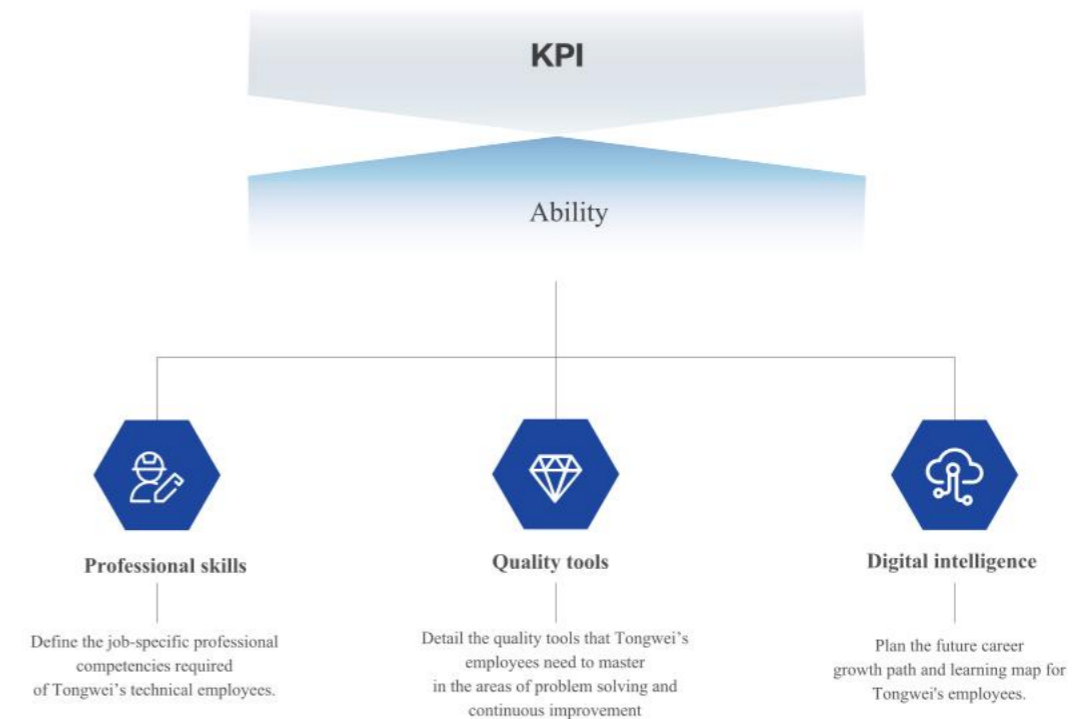 KPI
Ability
Professional skills
Define the job-specific professional
competencies required
of Tongwei’s technical employees.
Quality tools
Detail the quality tools that Tongwei’s
employees need to master
in the areas of problem solving and
continuous improvement
Digital intelligence
Plan the future career
growth path and learning map for
Tongwei's employees.